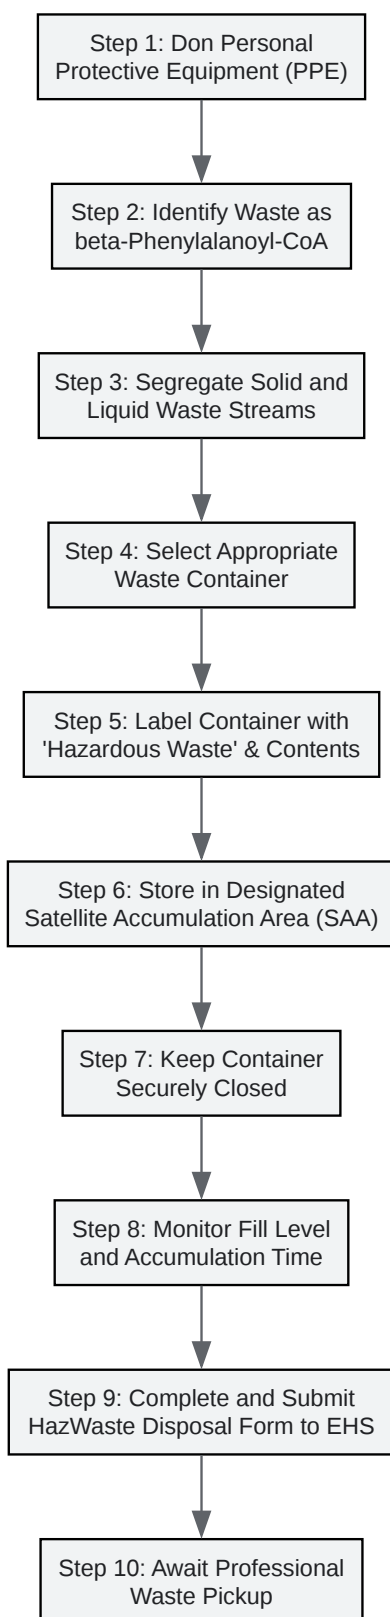 Step 1: Don Personal
Protective Equipment (PPE)
Step 2: Identify Waste as
beta-Phenylalanoyl-CoA
Step 3: Segregate Solid and
Liquid Waste Streams
Step 4: Select Appropriate
Waste Container
Step 5: Label Container with
'Hazardous Waste' & Contents
Step 6: Store in Designated
Satellite Accumulation Area (SAA)
Step 7: Keep Container
Securely Closed
Step 8: Monitor Fill Level
and Accumulation Time
Step 9: Complete and Submit
HazWaste Disposal Form to EHS
Step 10: Await Professional
Waste Pickup